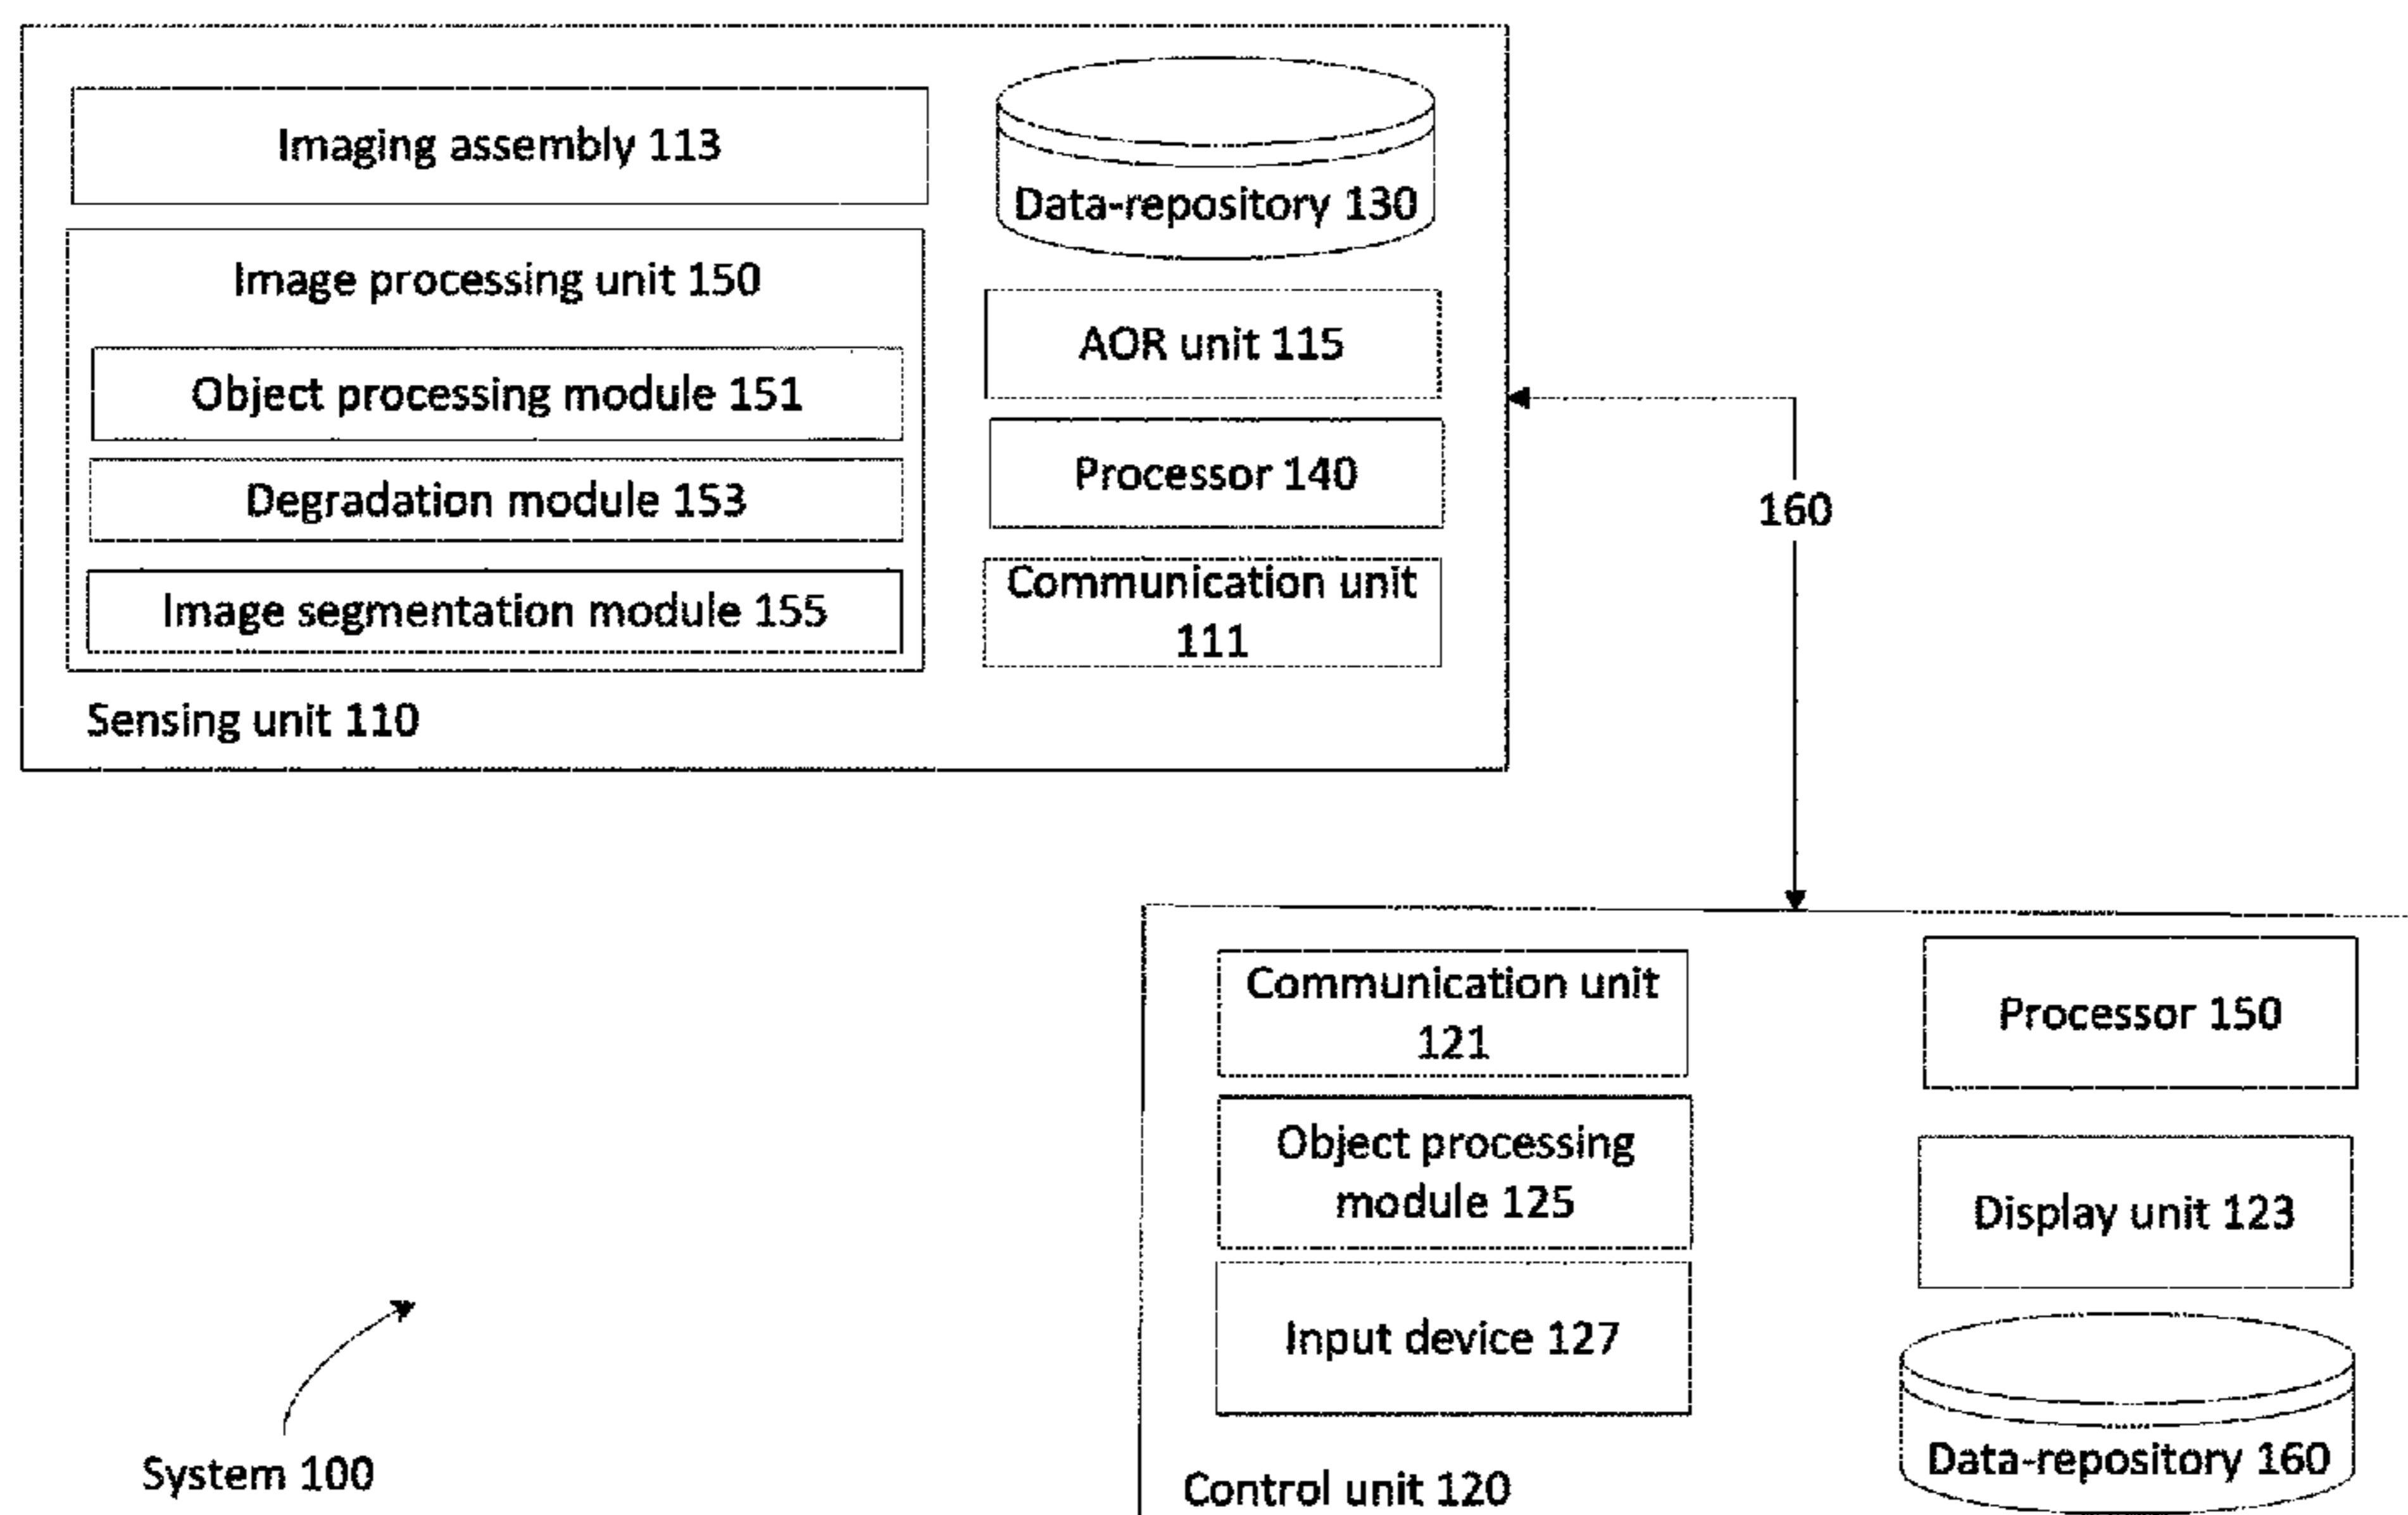 Imaging assembly 113
Data-repository 130
Image processing unit 150
AOR unit 115
Object processing module 151
Processor 140
Degradation module 153
Communication unit
111
Image segmentation module 155
Sensing unit 110
160
Communication unit
121
Processor 150
Object processing
module 125
Display unit 123
Input device 127
Data-repository 160
Control unit 120
System 100